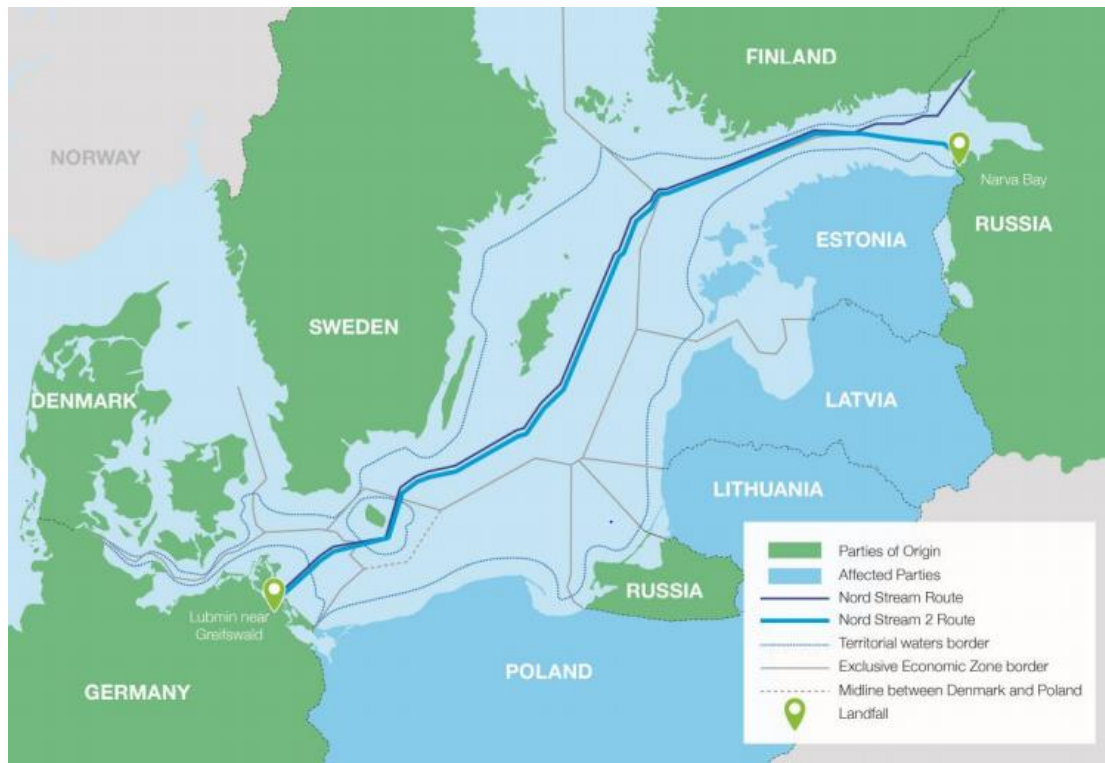 FINLAND
NORWAY
Narva Bay
RUSSIA
ESTONIA
SWEDEN
DENMARK
LATVIA
LITHUANIA
RUSSIA
Lubmin near
Greifswald
POLAND
GERMANY
Parties of Origin
Affected Parties
Nord Stream Route
Nord Stream 2 Route
Territorial waters border
Exclusive Economic Zone border
Midline between Denmark and Poland
Landfall